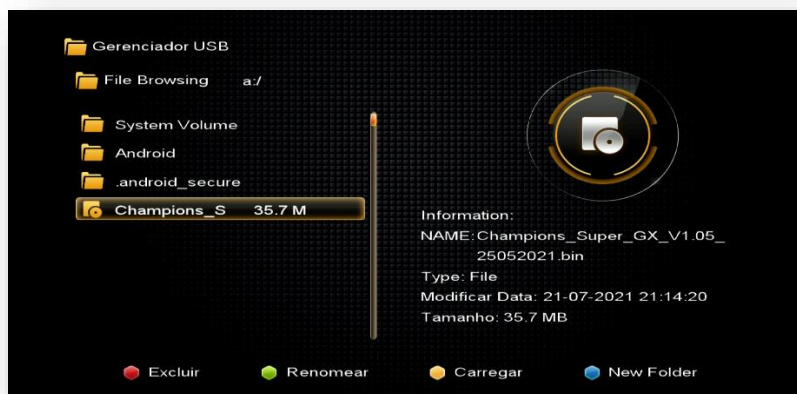 Gerenciador USB
File Browsing a:/
System Volume
Android
.android_secure
Champions_S 35.7 M
Information:
NAME:Champions_Super_GX_V1.05_
25052021.bin
Type: File
Modificar Data: 21-07-2021 21:14:20
Tamanho: 35.7 MB
Excluir Renomear Carregar New Folder